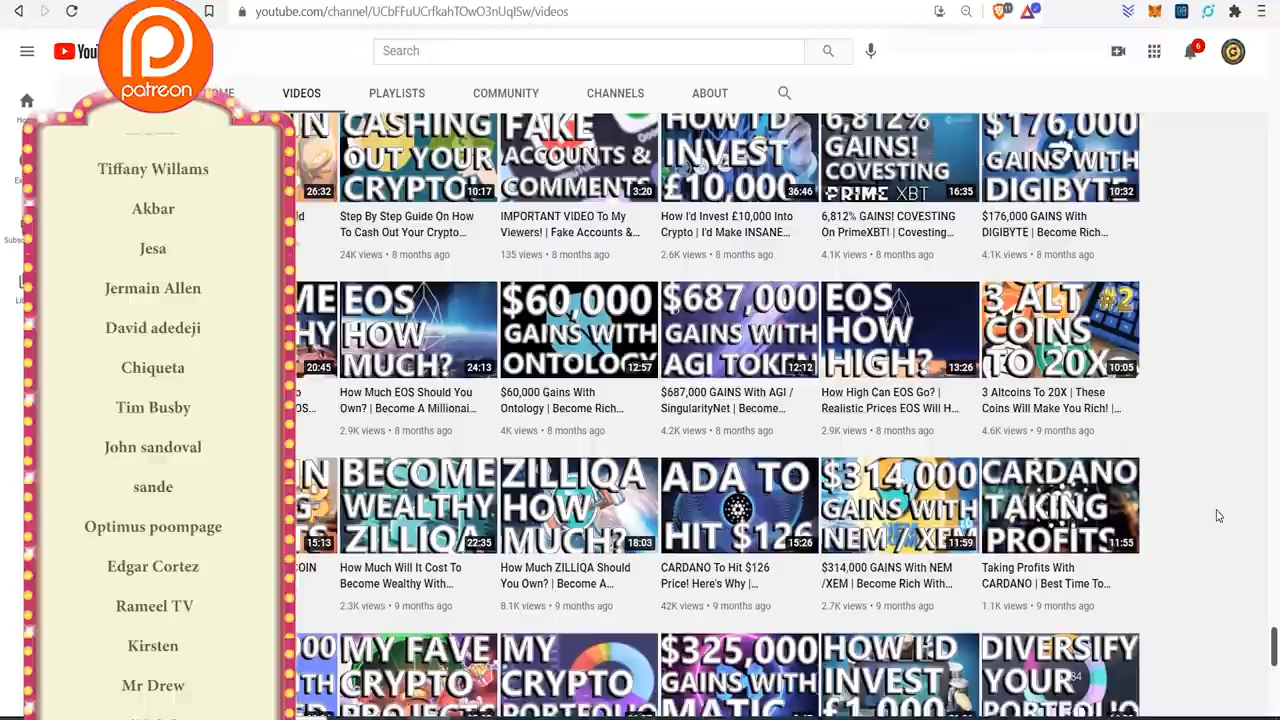 youtube.com/channel/UCbFFuUCrfkahTOwO3nUqlSw/videos
patreon
Search
6
HOME
VIDEOS
PLAYLISTS
COMMUNITY
CHANNELS
ABOUT
Tiffany Willams
Akbar
Jesa
Jermain Allen
David adedeji
Chiqueta
Tim Busby
John sandoval
sande
Optimus poompage
Edgar Cortez
Rameel TV
Kirsten
Mr Drew
26:32
CASHING
OUT YOUR
CRYPTO
10:17
FAKE
ACCOUNTS &
COMMENTS
3:20
HOW I'D
INVEST
£10,000
36:46
6,812%
GAINS!
COVESTING
PRIME XBT
16:35
$176,000
GAINS WITH
DIGIBYTE
10:32
Step By Step Guide On How
To Cash Out Your Crypto...
24K views • 8 months ago
IMPORTANT VIDEO To My
Viewers! | Fake Accounts &...
135 views • 8 months ago
How I'd Invest £10,000 Into
Crypto | I'd Make INSANE...
2.6K views • 8 months ago
6,812% GAINS! COVESTING
On PrimeXBT! | Covesting...
4.1K views • 8 months ago
$176,000 GAINS With
DIGIBYTE | Become Rich...
4.1K views • 8 months ago
20:45
EOS
HOW
MUCH?
24:13
$60,000
GAINS WITH
ONTOLOGY
12:57
$687,000
GAINS WITH
AGI TOKEN
12:12
EOS
HOW
HIGH?
13:26
3 ALT #2
COINS
TO 20X
10:05
How Much EOS Should You
Own? | Become A Millionai...
2.9K views • 8 months ago
$60,000 Gains With
Ontology | Become Rich...
4K views • 8 months ago
$687,000 GAINS With AGI /
SingularityNet | Become...
4.2K views • 8 months ago
How High Can EOS Go? |
Realistic Prices EOS Will H...
2.9K views • 8 months ago
3 Altcoins To 20X | These
Coins Will Make You Rich! |...
4.6K views • 9 months ago
15:13
BECOME
WEALTHY
ZILLIQA
22:35
ZILLIQA
HOW
MUCH?
18:03
ADA TO
HIT $126
15:26
$314,000
GAINS WITH
NEM / XEM
11:59
CARDANO
TAKING
PROFITS
11:55
How Much Will It Cost To
Become Wealthy With...
2.3K views • 9 months ago
How Much ZILLIQA Should
You Own? | Become A...
8.1K views • 9 months ago
CARDANO To Hit $126
Price! Here's Why |...
42K views • 9 months ago
$314,000 GAINS With NEM
/XEM | Become Rich With...
2.7K views • 9 months ago
Taking Profits With
CARDANO | Best Time To...
1.1K views • 9 months ago
MY FAVE
CRYPTO
MY
CRYPTO
PORTFOLIO
$325,000
GAINS WITH
MATIC
HOW I'D
INVEST
£1,000
DIVERSIFY
YOUR
PORTFOLIO